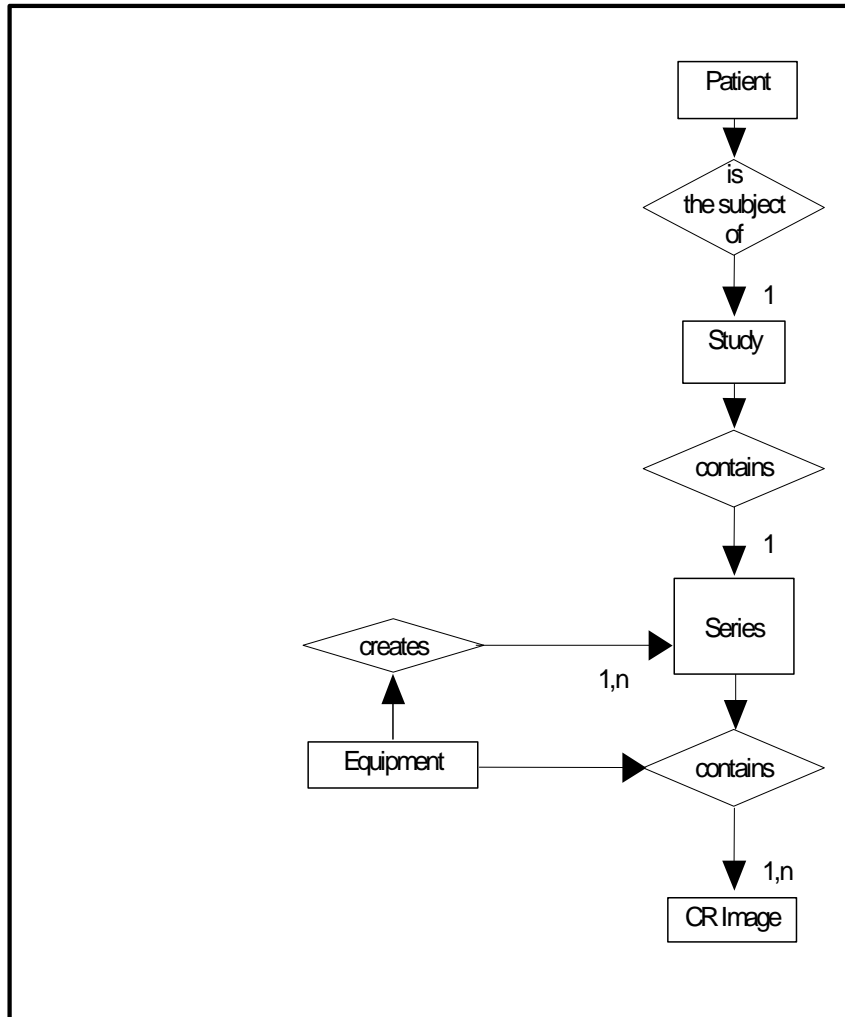 Patient
is
the subject
of
1
Study
contains
1
Series
creates
1,n
Equipment
contains
1,n
CR Image